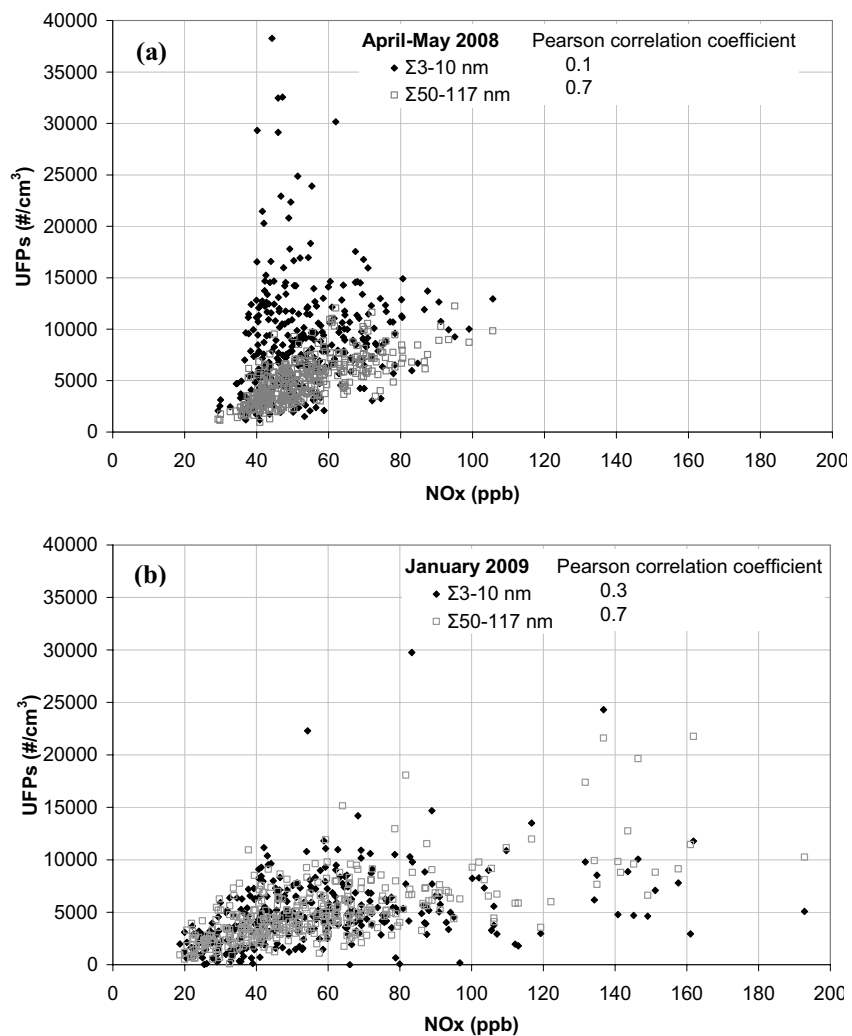 (a)
April-May 2008 Pearson correlation coefficient
◆ Σ3-10 nm 0.1
□ Σ50-117 nm 0.7
UFPs (#/cm³)
40000
35000
30000
25000
20000
15000
10000
5000
0
0 20 40 60 80 100 120 140 160 180 200
NOx (ppb)
(b)
January 2009 Pearson correlation coefficient
◆ Σ3-10 nm 0.3
□ Σ50-117 nm 0.7
UFPs (#/cm³)
40000
35000
30000
25000
20000
15000
10000
5000
0
0 20 40 60 80 100 120 140 160 180 200
NOx (ppb)